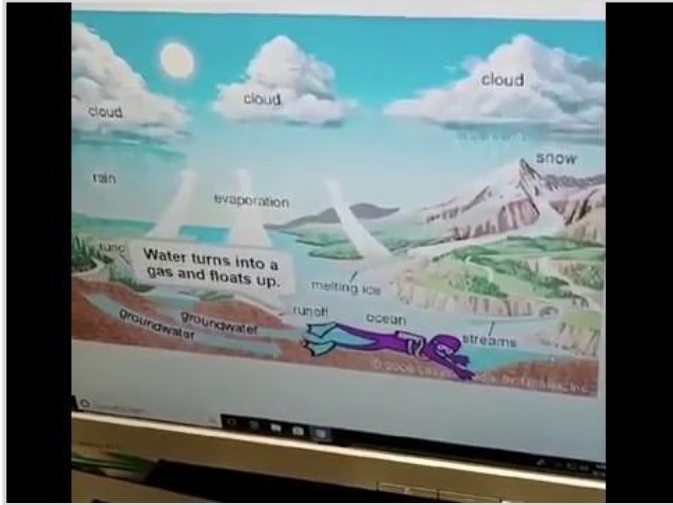 cloud
cloud
cloud
snow
rain
evaporation
Water turns into a
gas and floats up.
melting ice
runoff
ocean
groundwater
groundwater
streams